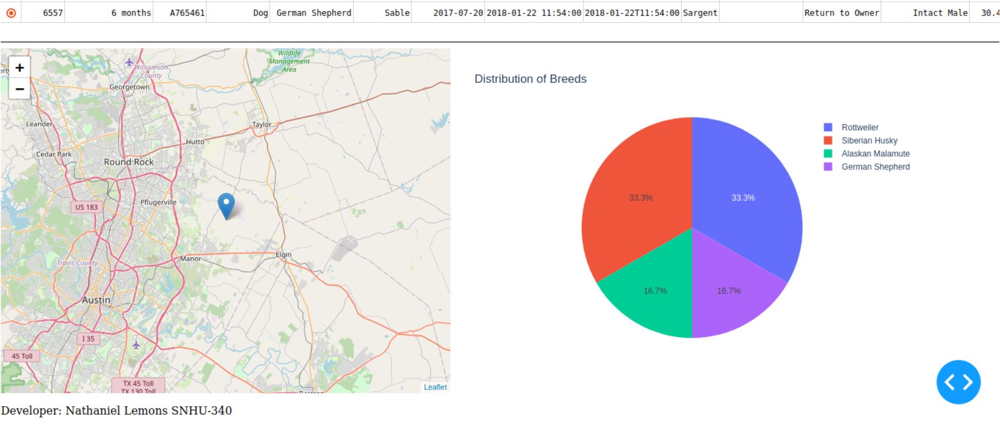 6557 6 months A765461 Dog German Shepherd Sable 2017-07-20 2018-01-22 11:54:00 2018-01-22T11:54:00 Sargent Return to Owner Intact Male 30.4
+
−
Wildlife
Management
Area
Williamson
County
Georgetown
Leander
Taylor
Hutto
Cedar Park
Round Rock
US 183
Pflugerville
Manor
Elgin
Travis County
Austin
I 35
45 Toll
TX 45 Toll
TX 130 Toll
Bastrop
Leaflet
Distribution of Breeds
Rottweiler
Siberian Husky
Alaskan Malamute
German Shepherd
33.3%
33.3%
16.7%
16.7%
Developer: Nathaniel Lemons SNHU-340